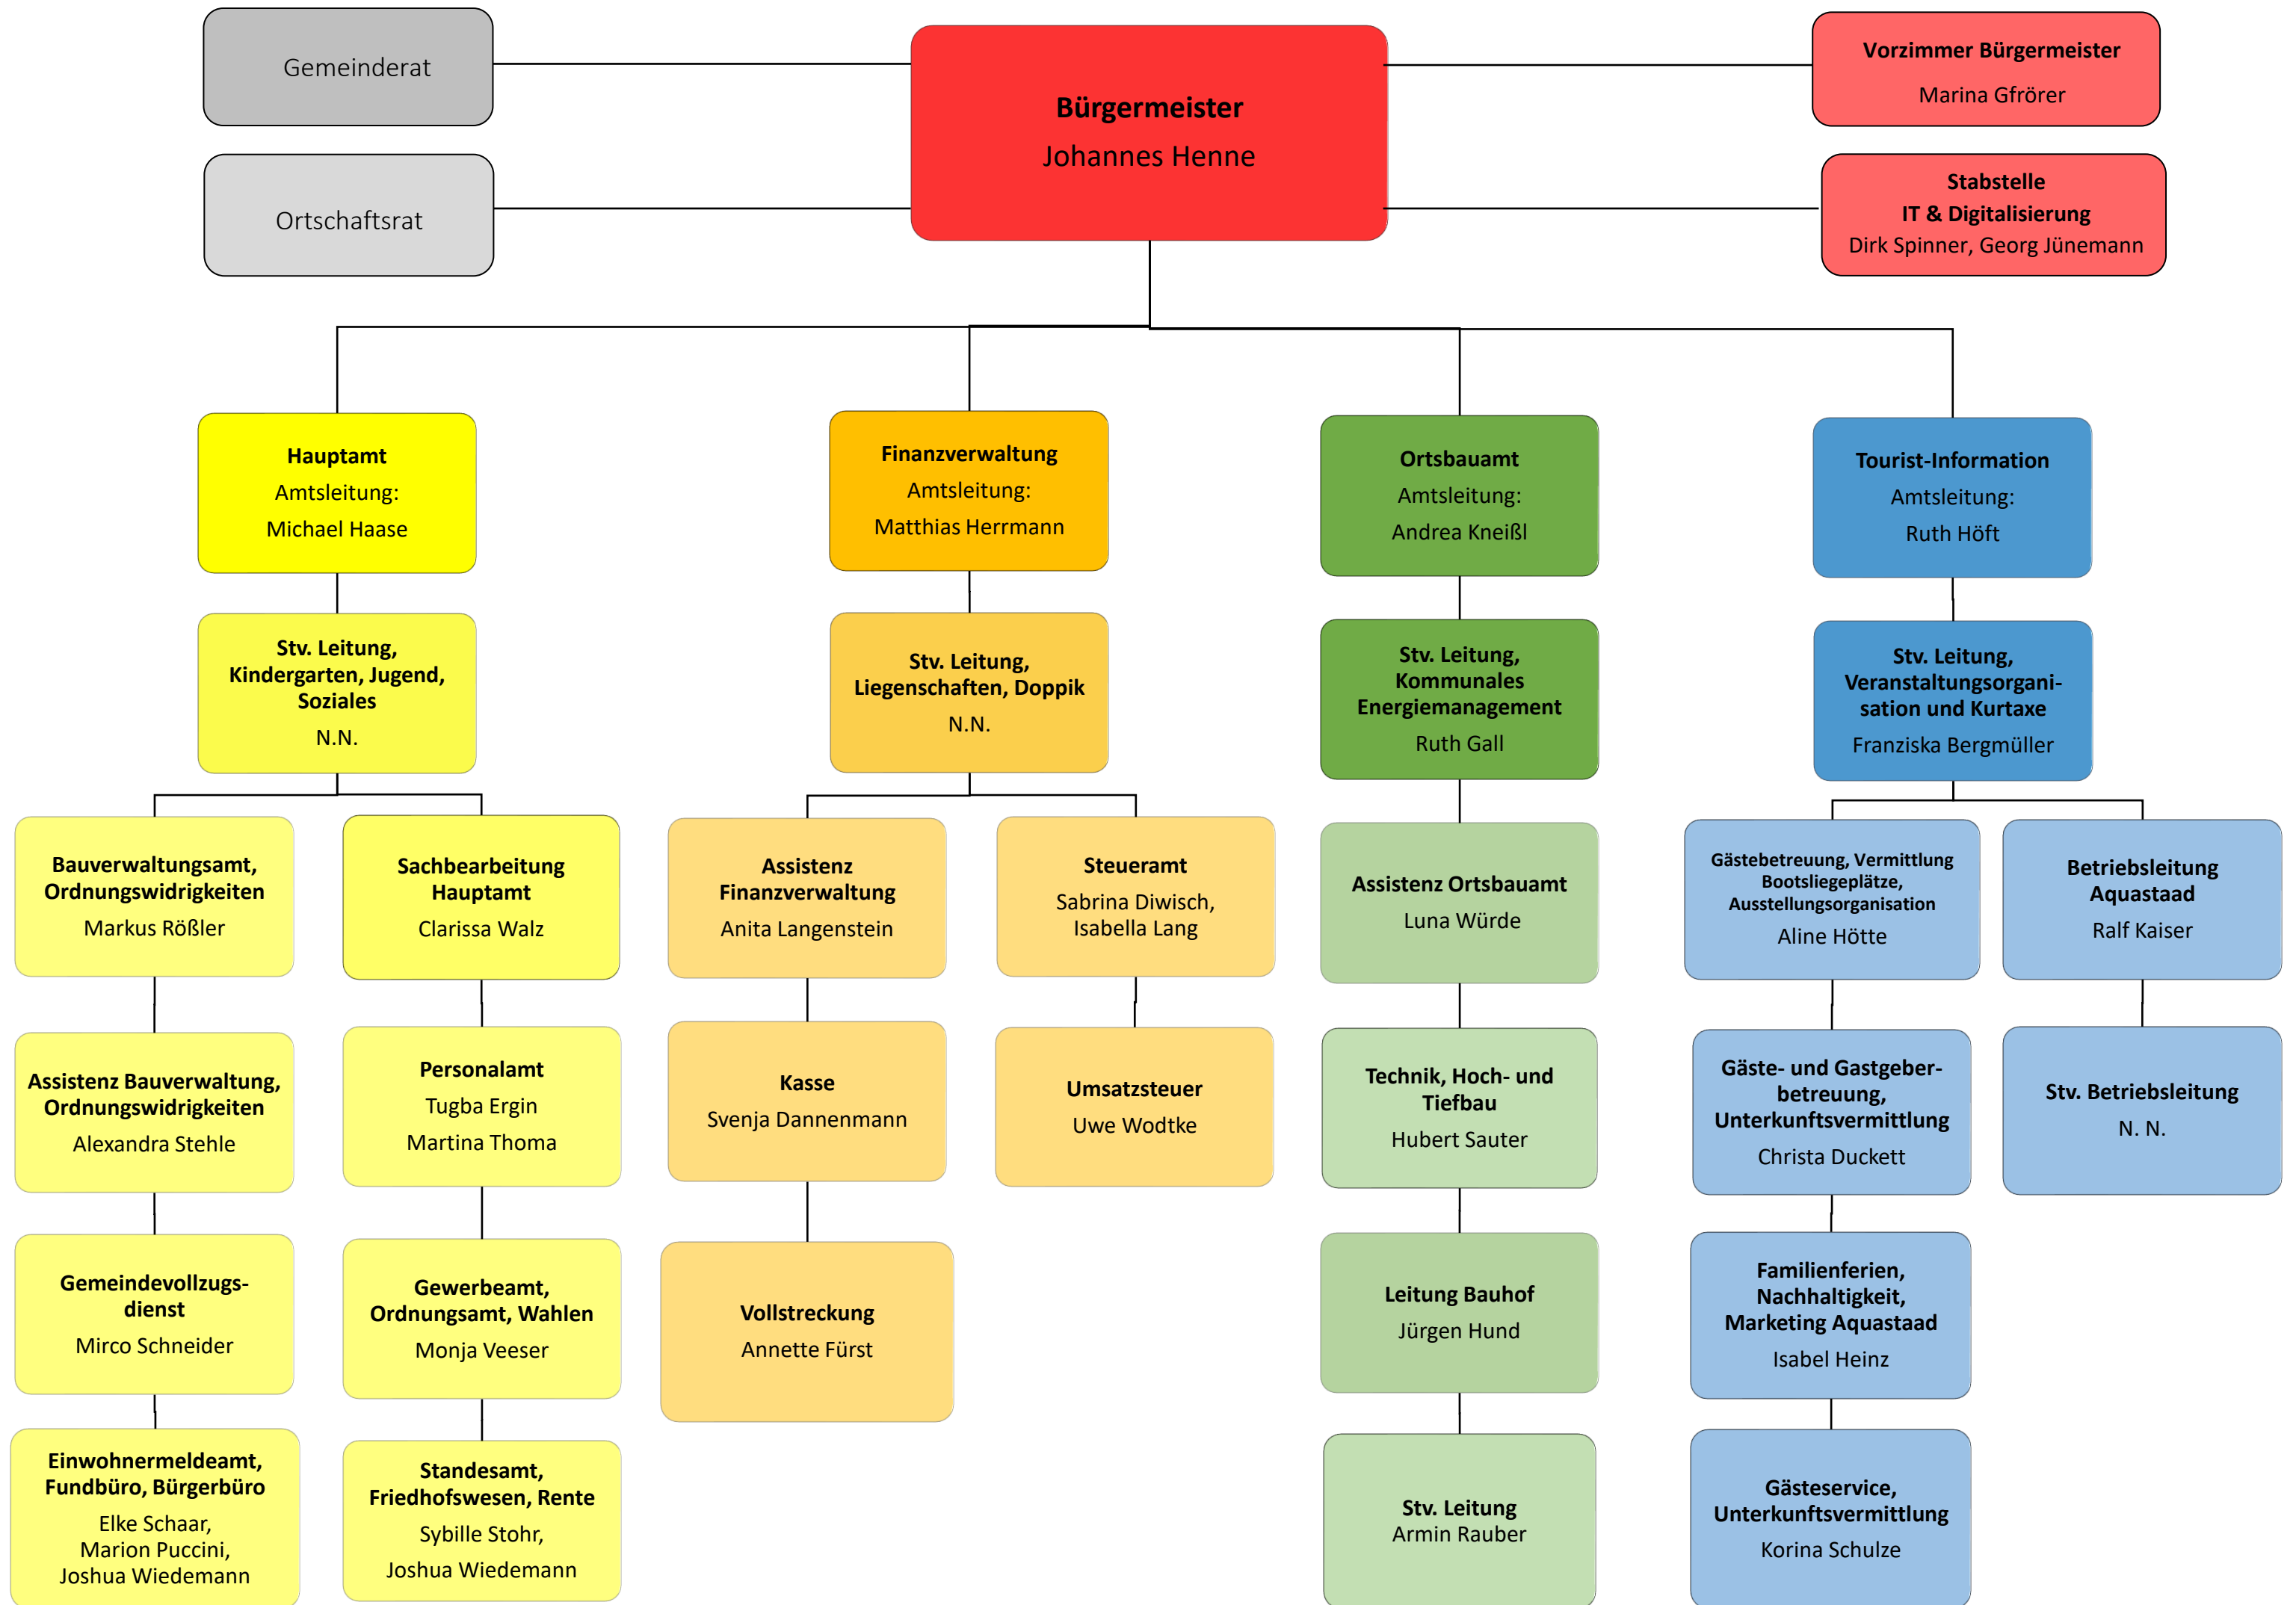 Gemeinderat
Ortschaftsrat
Bürgermeister
Johannes Henne
Vorzimmer Bürgermeister
Marina Gfrörer
Stabstelle
IT & Digitalisierung
Dirk Spinner, Georg Jünemann
Hauptamt
Amtsleitung:
Michael Haase
Finanzverwaltung
Amtsleitung:
Matthias Herrmann
Ortsbauamt
Amtsleitung:
Andrea Kneißl
Tourist-Information
Amtsleitung:
Ruth Höft
Stv. Leitung,
Kindergarten, Jugend,
Soziales
N.N.
Stv. Leitung,
Liegenschaften, Doppik
N.N.
Stv. Leitung,
Kommunales
Energiemanagement
Ruth Gall
Stv. Leitung,
Veranstaltungsorgani-
sation und Kurtaxe
Franziska Bergmüller
Bauverwaltungsamt,
Ordnungswidrigkeiten
Markus Rößler
Sachbearbeitung
Hauptamt
Clarissa Walz
Assistenz
Finanzverwaltung
Anita Langenstein
Steueramt
Sabrina Diwisch,
Isabella Lang
Assistenz Ortsbauamt
Luna Würde
Gästebetreuung, Vermittlung
Bootsliegeplätze,
Ausstellungsorganisation
Aline Hötte
Betriebsleitung
Aquastaad
Ralf Kaiser
Assistenz Bauverwaltung,
Ordnungswidrigkeiten
Alexandra Stehle
Personalamt
Tugba Ergin
Martina Thoma
Kasse
Svenja Dannenmann
Umsatzsteuer
Uwe Wodtke
Technik, Hoch- und
Tiefbau
Hubert Sauter
Gäste- und Gastgeber-
betreuung,
Unterkunftsvermittlung
Christa Duckett
Stv. Betriebsleitung
N. N.
Gemeindevollzugs-
dienst
Mirco Schneider
Gewerbeamt,
Ordnungsamt, Wahlen
Monja Veeser
Vollstreckung
Annette Fürst
Leitung Bauhof
Jürgen Hund
Familienferien,
Nachhaltigkeit,
Marketing Aquastaad
Isabel Heinz
Einwohnermeldeamt,
Fundbüro, Bürgerbüro
Elke Schaar,
Marion Puccini,
Joshua Wiedemann
Standesamt,
Friedhofswesen, Rente
Sybille Stohr,
Joshua Wiedemann
Stv. Leitung
Armin Rauber
Gästeservice,
Unterkunftsvermittlung
Korina Schulze